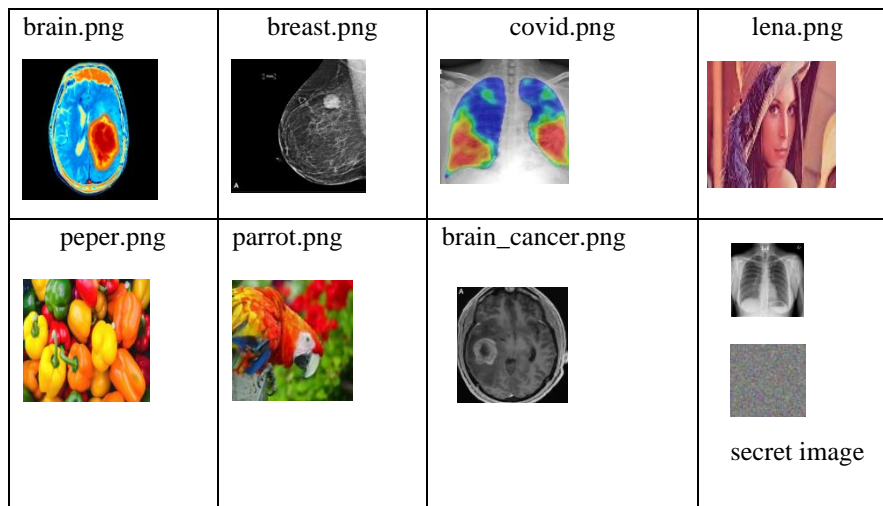 brain.png
breast.png
covid.png
lena.png
A
peper.png
parrot.png
brain_cancer.png
A
secret image